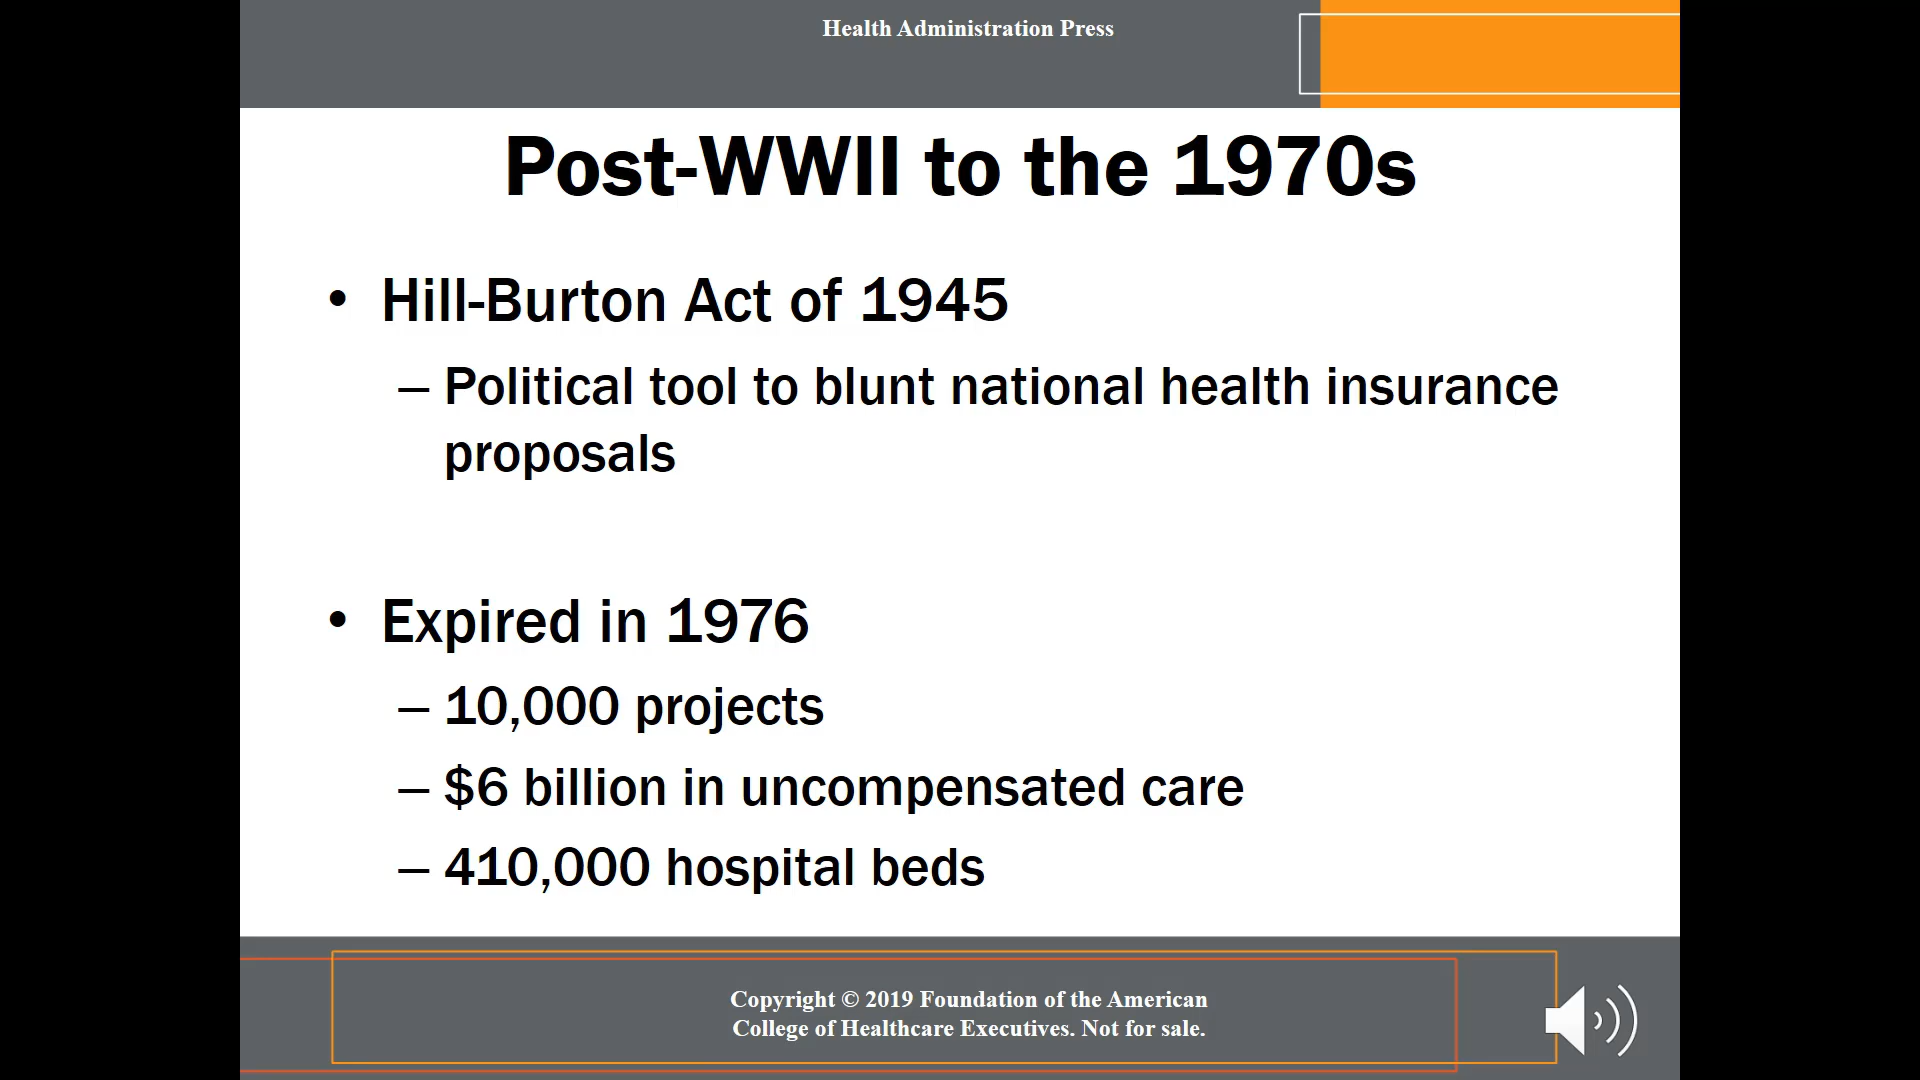 Health Administration Press
Post-WWII to the 1970s
• Hill-Burton Act of 1945
– Political tool to blunt national health insurance
proposals
• Expired in 1976
– 10,000 projects
– $6 billion in uncompensated care
– 410,000 hospital beds
Copyright © 2019 Foundation of the American
College of Healthcare Executives. Not for sale.